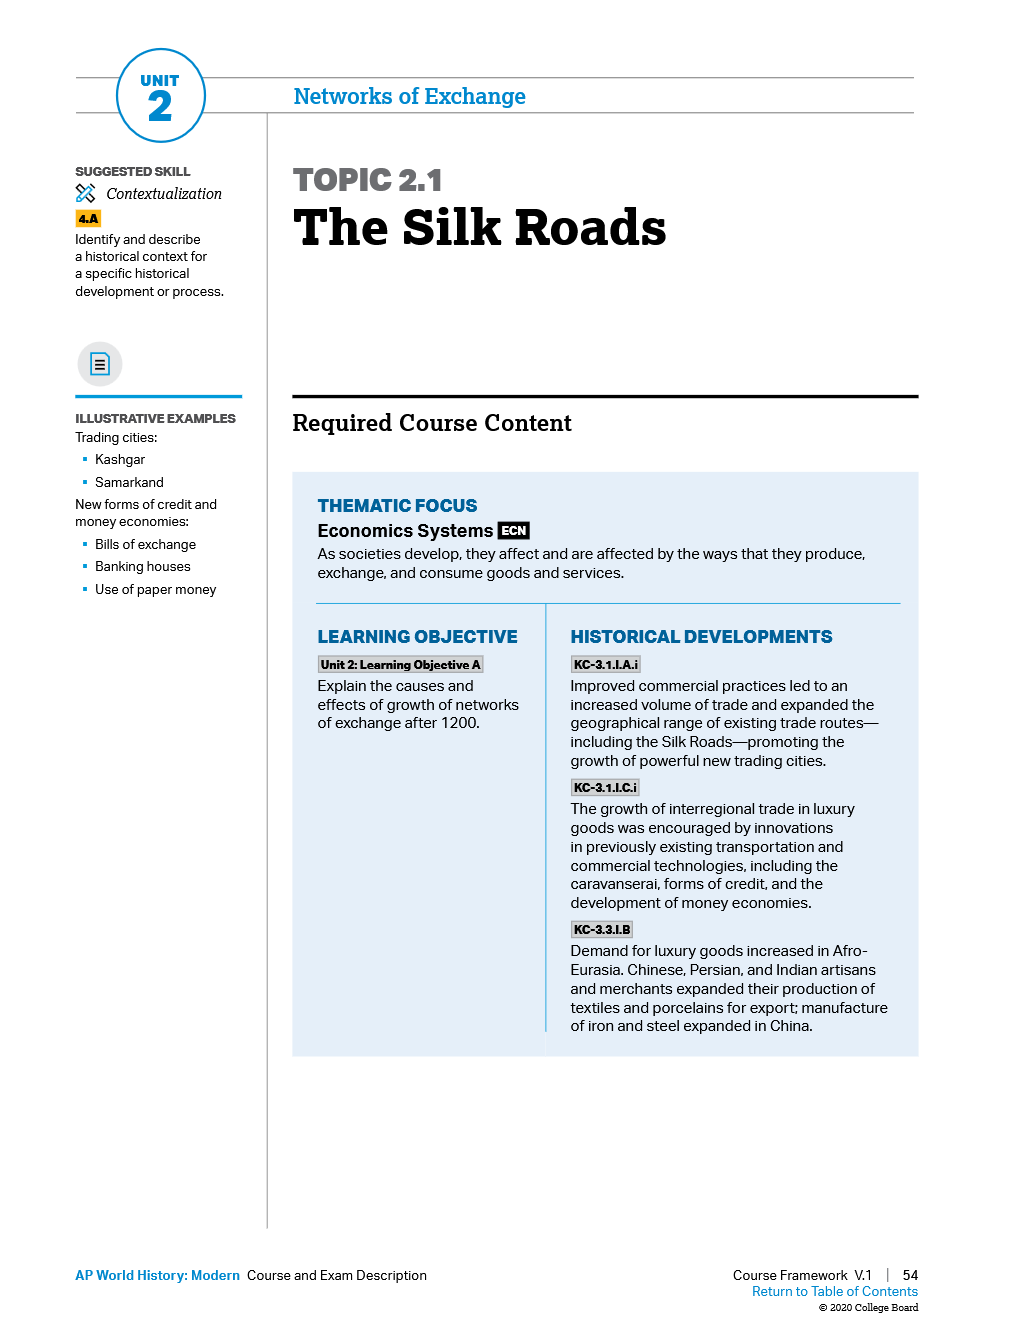 UNIT
2
Networks of Exchange
SUGGESTED SKILL
Contextualization
4.A
Identify and describe
a historical context for
a specific historical
development or process.
ILLUSTRATIVE EXAMPLES
Trading cities:
▪ Kashgar
▪ Samarkand
New forms of credit and
money economies:
▪ Bills of exchange
▪ Banking houses
▪ Use of paper money
TOPIC 2.1
The Silk Roads
Required Course Content
THEMATIC FOCUS
Economics Systems ECN
As societies develop, they affect and are affected by the ways that they produce,
exchange, and consume goods and services.
LEARNING OBJECTIVE
Unit 2: Learning Objective A
Explain the causes and
effects of growth of networks
of exchange after 1200.
HISTORICAL DEVELOPMENTS
KC-3.1.I.A.i
Improved commercial practices led to an
increased volume of trade and expanded the
geographical range of existing trade routes—
including the Silk Roads—promoting the
growth of powerful new trading cities.
KC-3.1.I.C.i
The growth of interregional trade in luxury
goods was encouraged by innovations
in previously existing transportation and
commercial technologies, including the
caravanserai, forms of credit, and the
development of money economies.
KC-3.3.I.B
Demand for luxury goods increased in Afro-
Eurasia. Chinese, Persian, and Indian artisans
and merchants expanded their production of
textiles and porcelains for export; manufacture
of iron and steel expanded in China.
AP World History: Modern Course and Exam Description
Course Framework V.1 | 54
Return to Table of Contents
© 2020 College Board